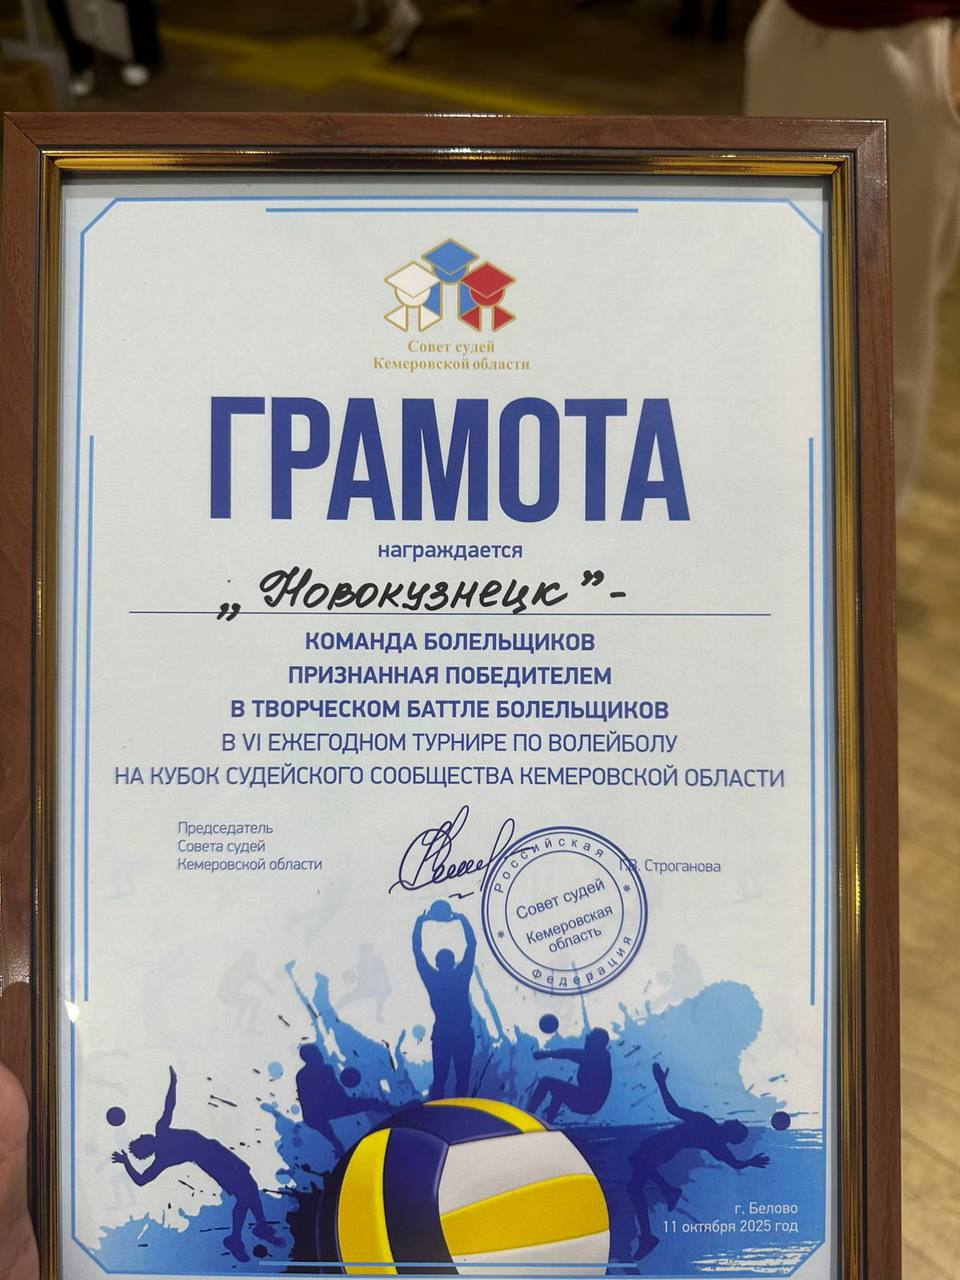 Совет судей
Кемеровской области
ГРАМОТА
награждается
„Новокузнецк” -
КОМАНДА БОЛЕЛЬЩИКОВ
ПРИЗНАННАЯ ПОБЕДИТЕЛЕМ
В ТВОРЧЕСКОМ БАТТЛЕ БОЛЕЛЬЩИКОВ
В VI ЕЖЕГОДНОМ ТУРНИРЕ ПО ВОЛЕЙБОЛУ
НА КУБОК СУДЕЙСКОГО СООБЩЕСТВА КЕМЕРОВСКОЙ ОБЛАСТИ
Председатель
Совета судей
Кемеровской области
Г.В. Строганова
Российская
Совет судей
Кемеровская
область
Федерация
г. Белово
11 октября 2025 год